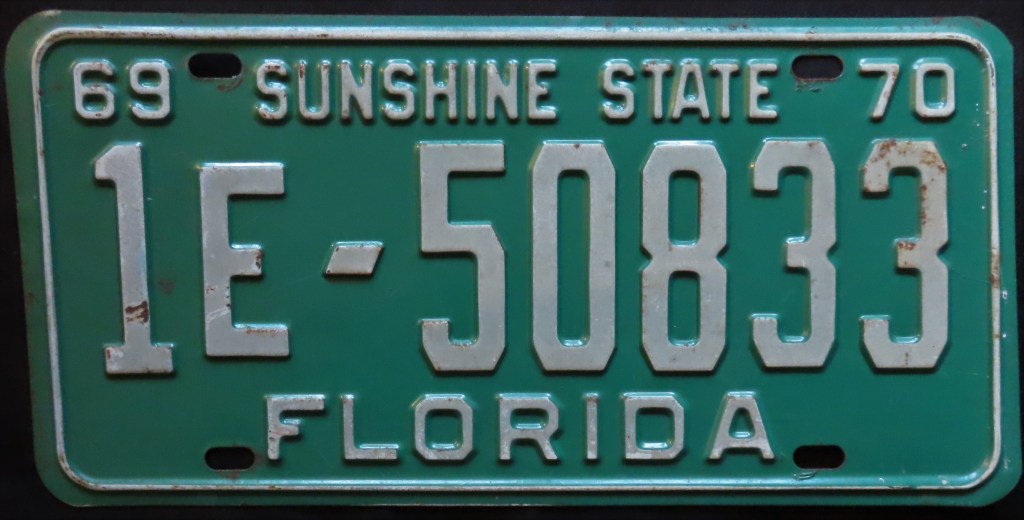 69 SUNSHINE STATE 70
1E-50833
FLORIDA